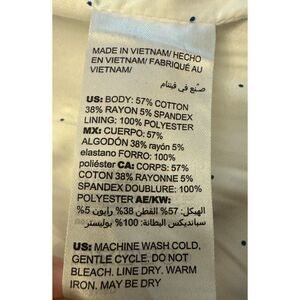 MADE IN VIETNAM/ HECHO
EN VIETNAM/ FABRIQUÉ AU
VIETNAM/
صنع في فيتنام
US: BODY: 57% COTTON
38% RAYON 5% SPANDEX
LINING: 100% POLYESTER
MX: CUERPO: 57%
ALGODÓN 38% RAYÓN 5%
elastano FORRO: 100%
poliéster CA: CORPS: 57%
COTON 38% RAYONNE 5%
SPANDEX DOUBLURE: 100%
POLYESTER AE/KW:
الهيكل: 57% القطن 38% رايون 5%
سباندكس البطانة: 100% بوليستر
US: MACHINE WASH COLD,
GENTLE CYCLE. DO NOT
BLEACH. LINE DRY. WARM
IRON. MAY BE DRY